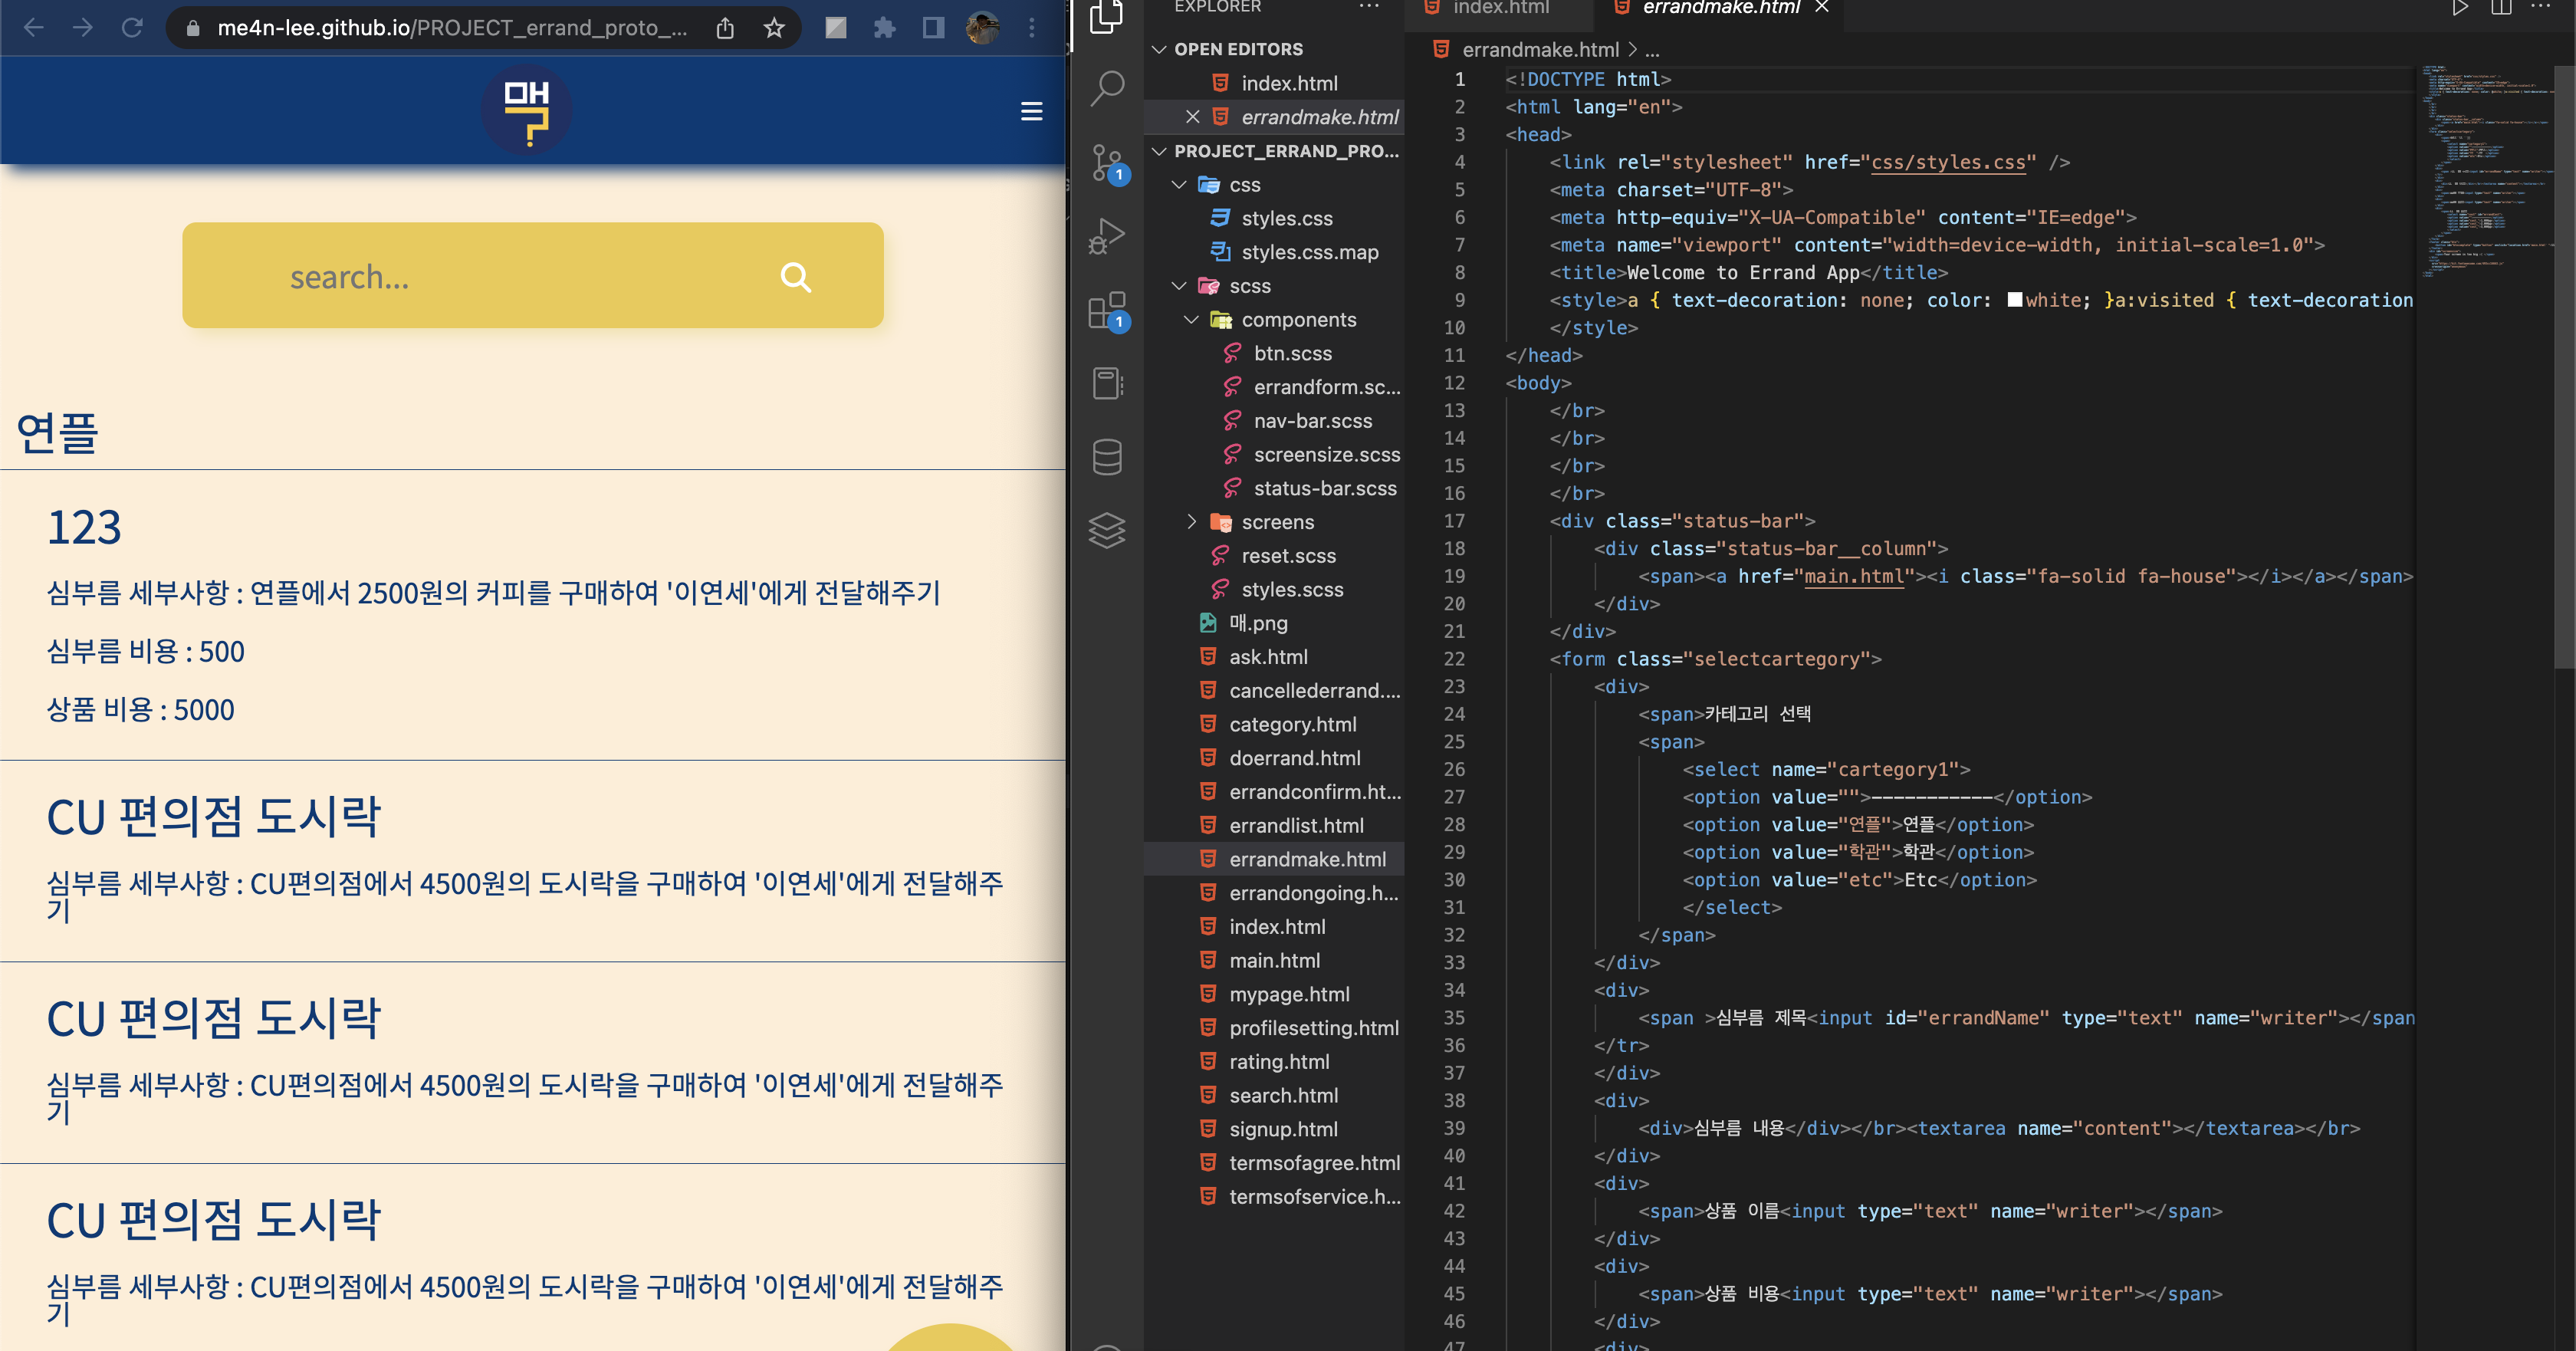 me4n-lee.github.io/PROJECT_errand_proto_...
매
search...
연플
123
심부름 세부사항 : 연플에서 2500원의 커피를 구매하여 '이연세'에게 전달해주기
심부름 비용 : 500
상품 비용 : 5000
CU 편의점 도시락
심부름 세부사항 : CU편의점에서 4500원의 도시락을 구매하여 '이연세'에게 전달해주
기
CU 편의점 도시락
심부름 세부사항 : CU편의점에서 4500원의 도시락을 구매하여 '이연세'에게 전달해주
기
CU 편의점 도시락
심부름 세부사항 : CU편의점에서 4500원의 도시락을 구매하여 '이연세'에게 전달해주
기
1
1
EXPLORER
OPEN EDITORS
index.html
errandmake.html
PROJECT_ERRAND_PRO...
css
styles.css
styles.css.map
scss
components
btn.scss
errandform.sc...
nav-bar.scss
screensize.scss
status-bar.scss
screens
reset.scss
styles.scss
매.png
ask.html
cancellederrand....
category.html
doerrand.html
errandconfirm.ht...
errandlist.html
errandmake.html
errandongoing.h...
index.html
main.html
mypage.html
profilesetting.html
rating.html
search.html
signup.html
termsofagree.html
termsofservice.h...
index.html
errandmake.html
errandmake.html > ...
1 <!DOCTYPE html>
2 <html lang="en">
3 <head>
4 <link rel="stylesheet" href="css/styles.css" />
5 <meta charset="UTF-8">
6 <meta http-equiv="X-UA-Compatible" content="IE=edge">
7 <meta name="viewport" content="width=device-width, initial-scale=1.0">
8 <title>Welcome to Errand App</title>
9 <style>a { text-decoration: none; color: white; }a:visited { text-decoration
10 </style>
11 </head>
12 <body>
13 </br>
14 </br>
15 </br>
16 </br>
17 <div class="status-bar">
18 <div class="status-bar__column">
19 <span><a href="main.html"><i class="fa-solid fa-house"></i></a></span>
20 </div>
21 </div>
22 <form class="selectcartegory">
23 <div>
24 <span>카테고리 선택
25 <span>
26 <select name="cartegory1">
27 <option value="">-----------</option>
28 <option value="연플">연플</option>
29 <option value="학관">학관</option>
30 <option value="etc">Etc</option>
31 </select>
32 </span>
33 </div>
34 <div>
35 <span >심부름 제목<input id="errandName" type="text" name="writer"></span
36 </tr>
37 </div>
38 <div>
39 <div>심부름 내용</div></br><textarea name="content"></textarea></br>
40 </div>
41 <div>
42 <span>상품 이름<input type="text" name="writer"></span>
43 </div>
44 <div>
45 <span>상품 비용<input type="text" name="writer"></span>
46 </div>
47 <div>